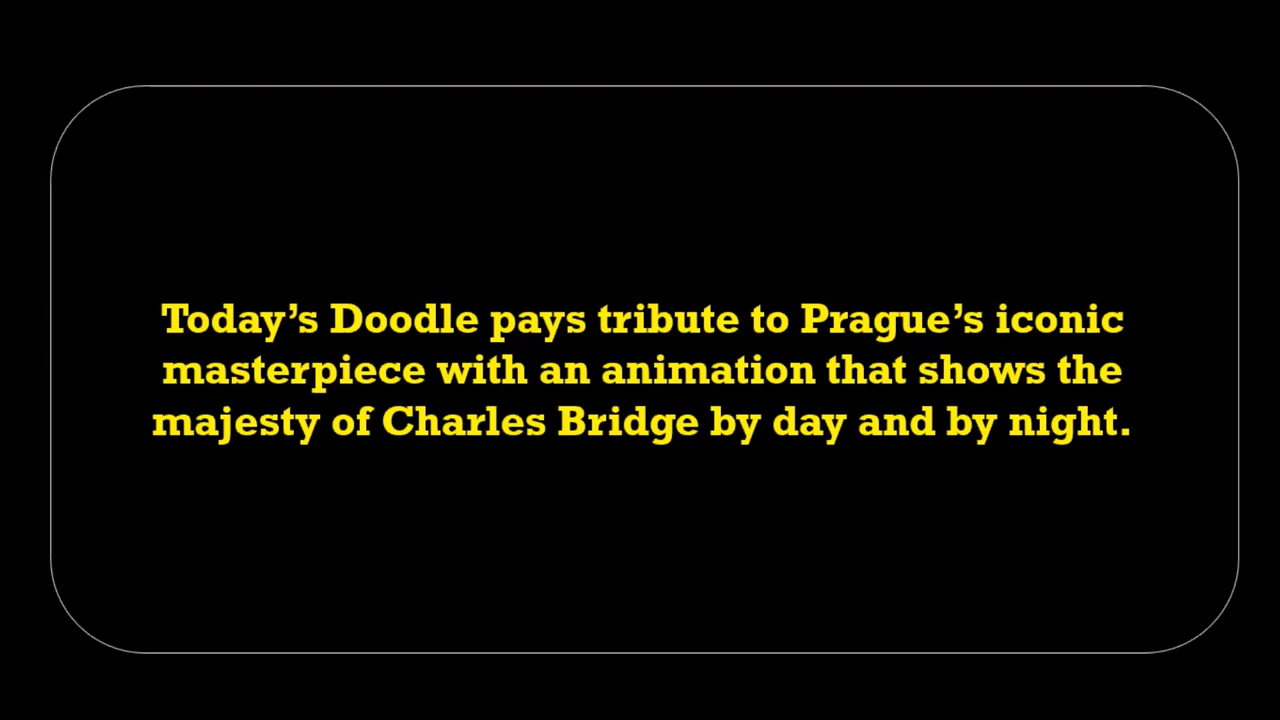 Today’s Doodle pays tribute to Prague’s iconic
masterpiece with an animation that shows the
majesty of Charles Bridge by day and by night.